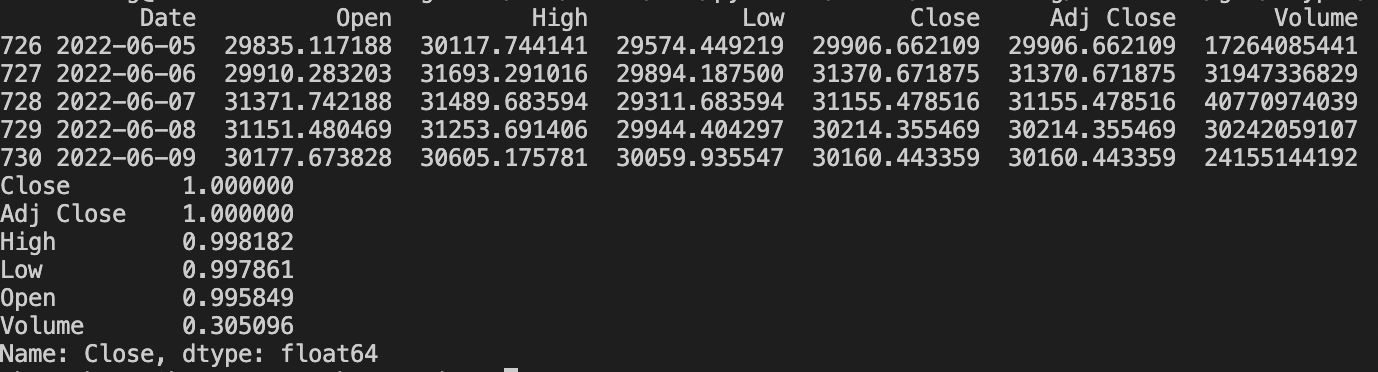 Date Open High Low Close Adj Close Volume
726 2022-06-05 29835.117188 30117.744141 29574.449219 29906.662109 29906.662109 17264085441
727 2022-06-06 29910.283203 31693.291016 29894.187500 31370.671875 31370.671875 31947336829
728 2022-06-07 31371.742188 31489.683594 29311.683594 31155.478516 31155.478516 40770974039
729 2022-06-08 31151.480469 31253.691406 29944.404297 30214.355469 30214.355469 30242059107
730 2022-06-09 30177.673828 30605.175781 30059.935547 30160.443359 30160.443359 24155144192
Close 1.000000
Adj Close 1.000000
High 0.998182
Low 0.997861
Open 0.995849
Volume 0.305096
Name: Close, dtype: float64